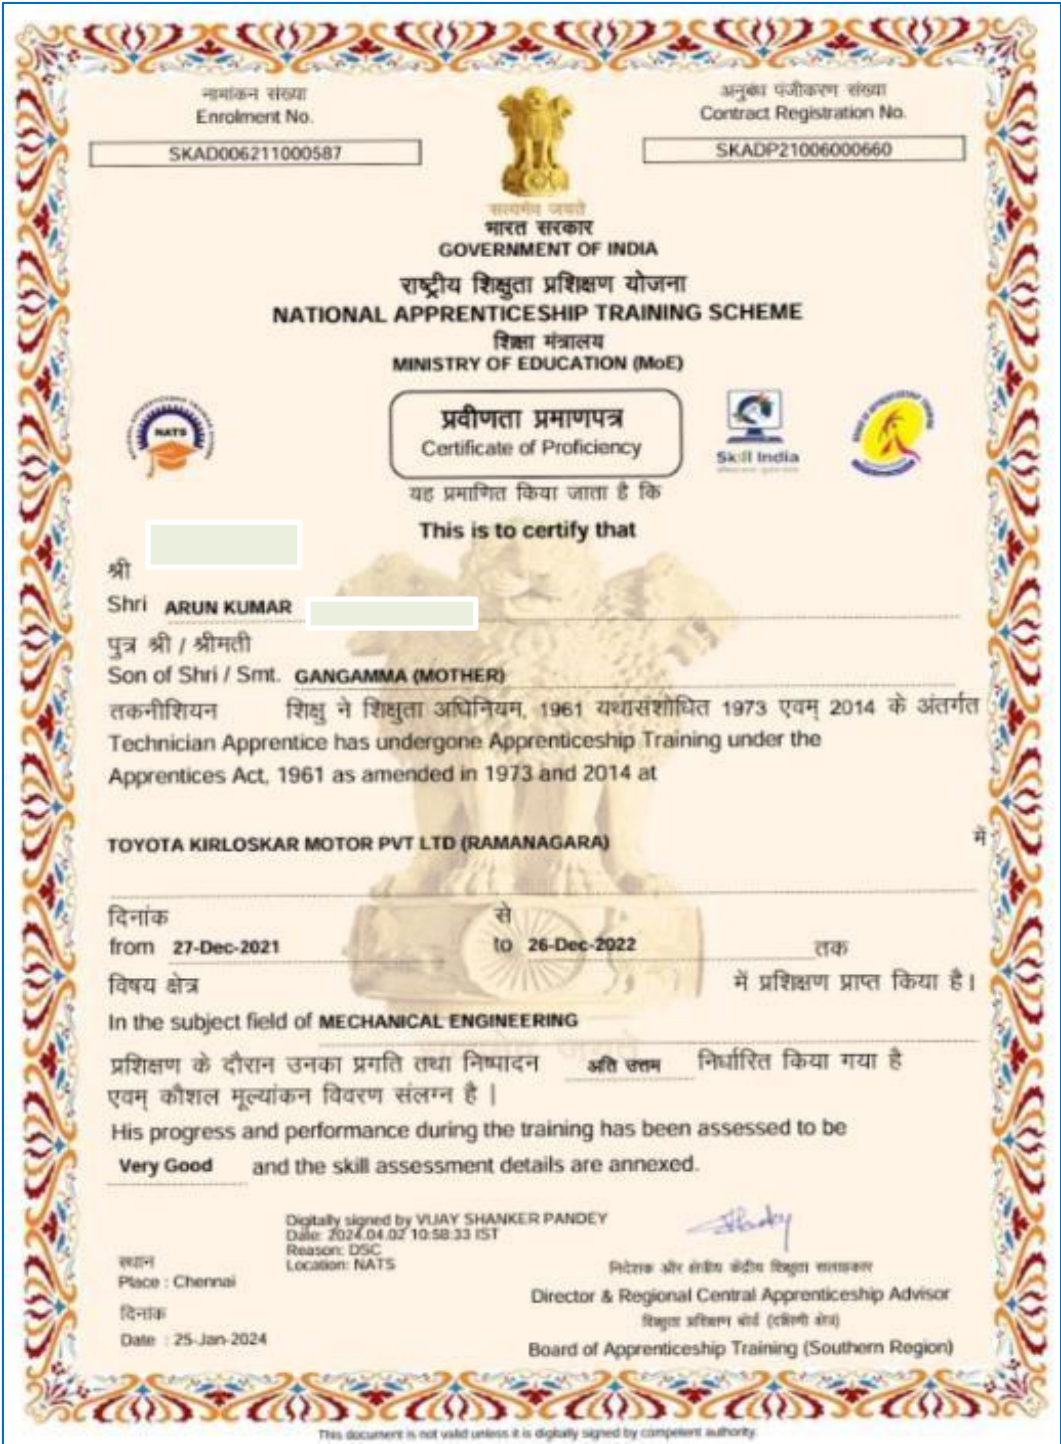 नामांकन संख्या
Enrolment No.
SKAD006211000587
अनुबंध पंजीकरण संख्या
Contract Registration No.
SKADP21006000660
सत्यमेव जयते
भारत सरकार
GOVERNMENT OF INDIA
राष्ट्रीय शिक्षुता प्रशिक्षण योजना
NATIONAL APPRENTICESHIP TRAINING SCHEME
शिक्षा मंत्रालय
MINISTRY OF EDUCATION (MoE)
NATS
प्रवीणता प्रमाणपत्र
Certificate of Proficiency
Skill India
यह प्रमाणित किया जाता है कि
This is to certify that
श्री
Shri ARUN KUMAR
पुत्र श्री / श्रीमती
Son of Shri / Smt. GANGAMMA (MOTHER)
तकनीशियन शिक्षु ने शिक्षुता अधिनियम, 1961 यथासंशोधित 1973 एवम् 2014 के अंतर्गत
Technician Apprentice has undergone Apprenticeship Training under the
Apprentices Act, 1961 as amended in 1973 and 2014 at
TOYOTA KIRLOSKAR MOTOR PVT LTD (RAMANAGARA) में
दिनांक से
from 27-Dec-2021 to 26-Dec-2022 तक
विषय क्षेत्र में प्रशिक्षण प्राप्त किया है।
In the subject field of MECHANICAL ENGINEERING
प्रशिक्षण के दौरान उनका प्रगति तथा निष्पादन अति उत्तम निर्धारित किया गया है
एवम् कौशल मूल्यांकन विवरण संलग्न है |
His progress and performance during the training has been assessed to be
Very Good and the skill assessment details are annexed.
Digitally signed by VIJAY SHANKER PANDEY
Date: 2024.04.02 10:58:33 IST
Reason: DSC
Location: NATS
स्थान
Place : Chennai
दिनांक
Date : 25-Jan-2024
निदेशक और क्षेत्रीय केंद्रीय शिक्षुता सलाहकार
Director & Regional Central Apprenticeship Advisor
शिक्षुता प्रशिक्षण बोर्ड (दक्षिणी क्षेत्र)
Board of Apprenticeship Training (Southern Region)
This document is not valid unless it is digitally signed by competent authority.